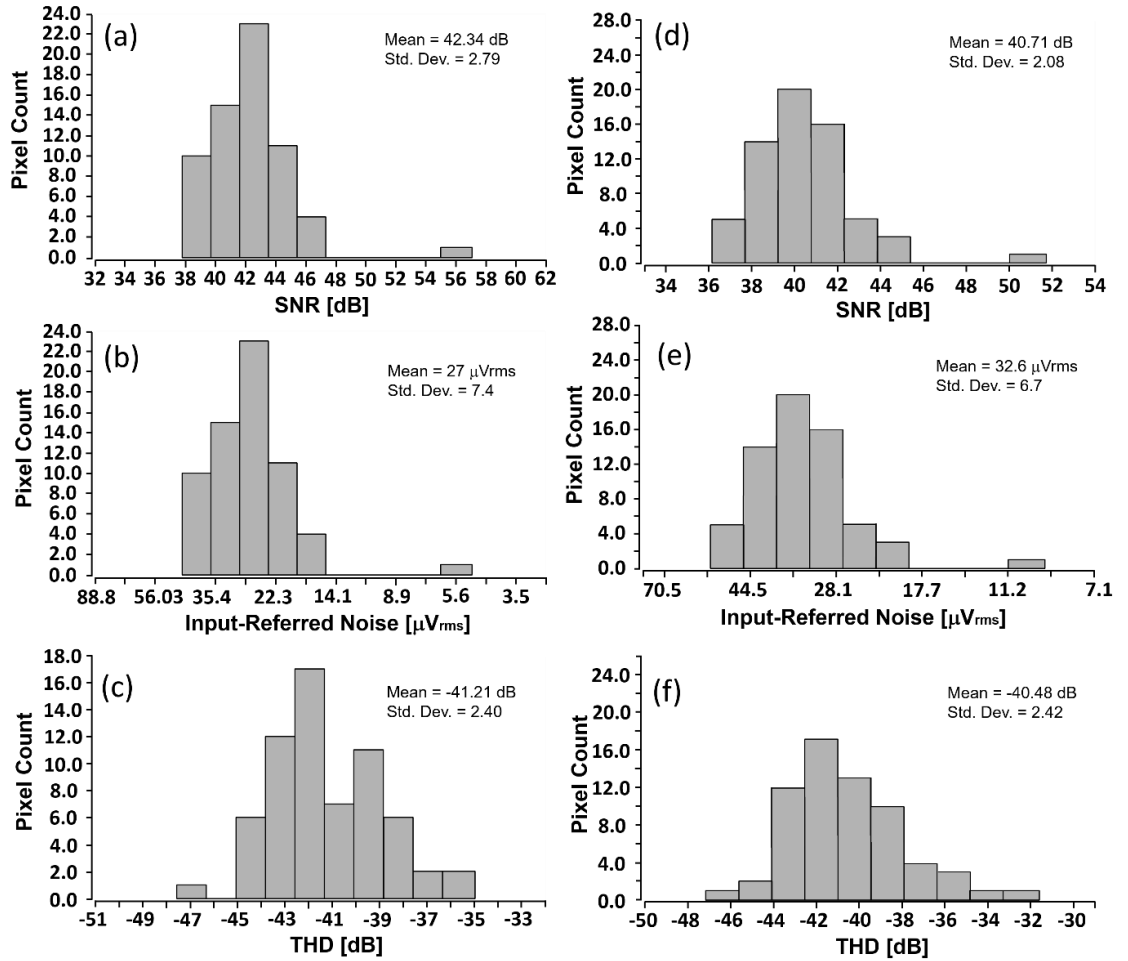 (a)
Mean = 42.34 dB
Std. Dev. = 2.79
Pixel Count
24.0
22.0
20.0
18.0
16.0
14.0
12.0
10.0
8.0
6.0
4.0
2.0
0.0
32 34 36 38 40 42 44 46 48 50 52 54 56 58 60 62
SNR [dB]
(d)
Mean = 40.71 dB
Std. Dev. = 2.08
Pixel Count
28.0
24.0
20.0
16.0
12.0
8.0
4.0
0.0
34 36 38 40 42 44 46 48 50 52 54
SNR [dB]
(b)
Mean = 27 μVrms
Std. Dev. = 7.4
Pixel Count
24.0
22.0
20.0
18.0
16.0
14.0
12.0
10.0
8.0
6.0
4.0
2.0
0.0
88.8 56.03 35.4 22.3 14.1 8.9 5.6 3.5
Input-Referred Noise [μVrms]
(e)
Mean = 32.6 μVrms
Std. Dev. = 6.7
Pixel Count
28.0
24.0
20.0
16.0
12.0
8.0
4.0
0.0
70.5 44.5 28.1 17.7 11.2 7.1
Input-Referred Noise [μVrms]
(c)
Mean = -41.21 dB
Std. Dev. = 2.40
Pixel Count
18.0
16.0
14.0
12.0
10.0
8.0
6.0
4.0
2.0
0.0
-51 -49 -47 -45 -43 -41 -39 -37 -35 -33
THD [dB]
(f)
Mean = -40.48 dB
Std. Dev. = 2.42
Pixel Count
24.0
20.0
16.0
12.0
8.0
4.0
0.0
-50 -48 -46 -44 -42 -40 -38 -36 -34 -32 -30
THD [dB]